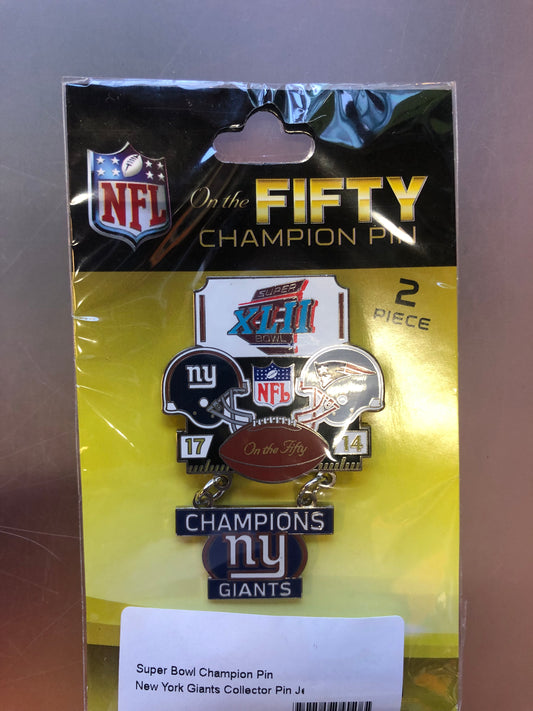 NFL
On the FIFTY
CHAMPION PIN
2
PIECE
SUPER
XLII
BOWL
ny
NFL
17
On the Fifty
14
CHAMPIONS
ny
GIANTS
Super Bowl Champion Pin
New York Giants Collector Pin Je